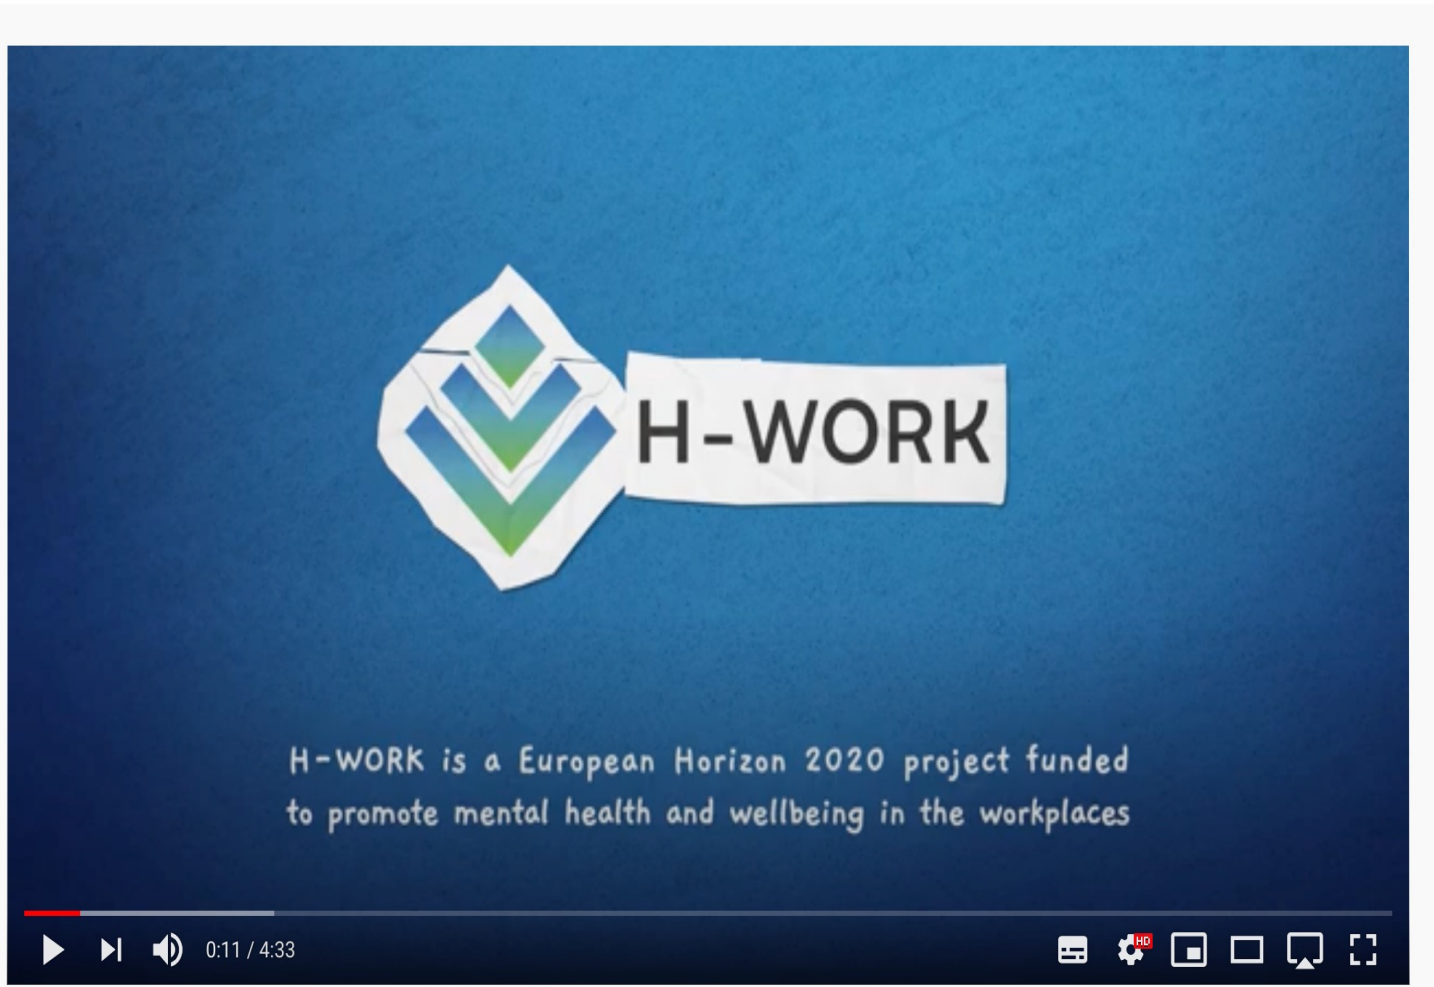 H-WORK
H-WORK is a European Horizon 2020 project funded
to promote mental health and wellbeing in the workplaces
0:11 / 4:33
HD